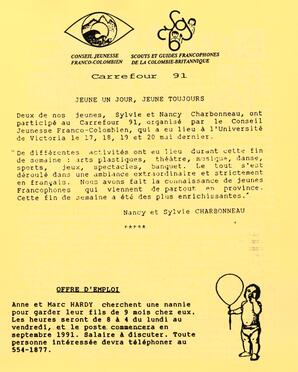 CONSEIL JEUNESSE
FRANCO-COLOMBIEN
SCOUTS ET GUIDES FRANCOPHONES
DE LA COLOMBIE-BRITANNIQUE
Carrefour 91
JEUNE UN JOUR, JEUNE TOUJOURS
Deux de nos jeunes, Sylvie et Nancy Charbonneau, ont
participé au Carrefour 91, organisé par le Conseil
Jeunesse Franco-Colombien, qui a eu lieu à l'Université
de Victoria le 17, 18, 19 et 20 mai dernier.
"De différentes activités ont eu lieu durant cette fin
de semaine : arts plastiques, théâtre, musique, danse,
sports, jeux, spectacles, banquet. Le tout s'est
déroulé dans une ambiance extraordinaire et strictement
en français. Nous avons fait la connaissance de jeunes
Francophones qui viennent de partout en province.
Cette fin de semaine a été des plus enrichissantes."
Nancy et Sylvie CHARBONNEAU
*****
OFFRE D'EMPLOI
Anne et Marc HARDY cherchent une nannie
pour garder leur fils de 9 mois chez eux.
Les heures seront de 8 à 4 du lundi au
vendredi, et le poste commencera en
septembre 1991. Salaire à discuter. Toute
personne intéressée devra téléphoner au
554-1877.